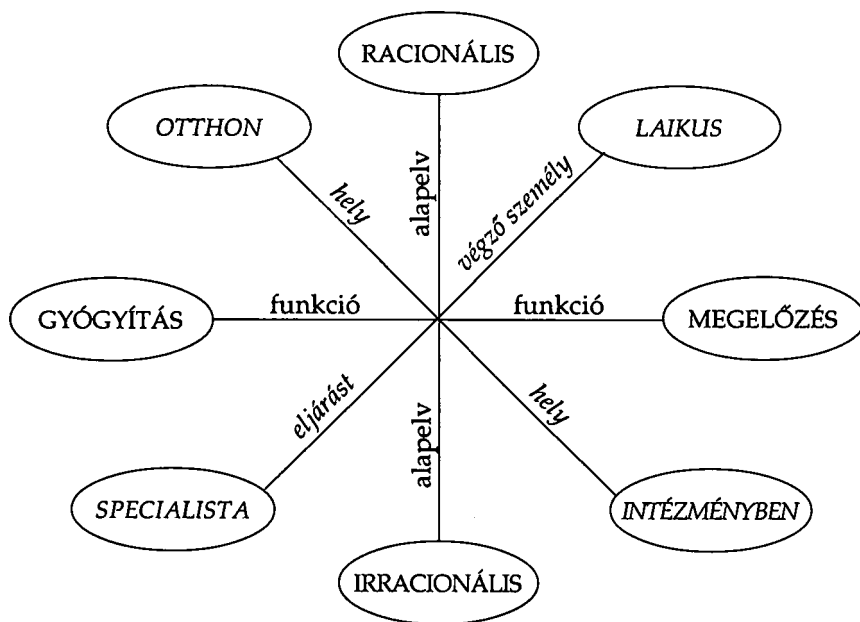 RACIONÁLIS
OTTHON
LAIKUS
hely
alapelv
végző személy
GYÓGYÍTÁS
funkció
funkció
MEGELŐZÉS
eljárást
alapelv
hely
SPECIALISTA
INTÉZMÉNYBEN
IRRACIONÁLIS